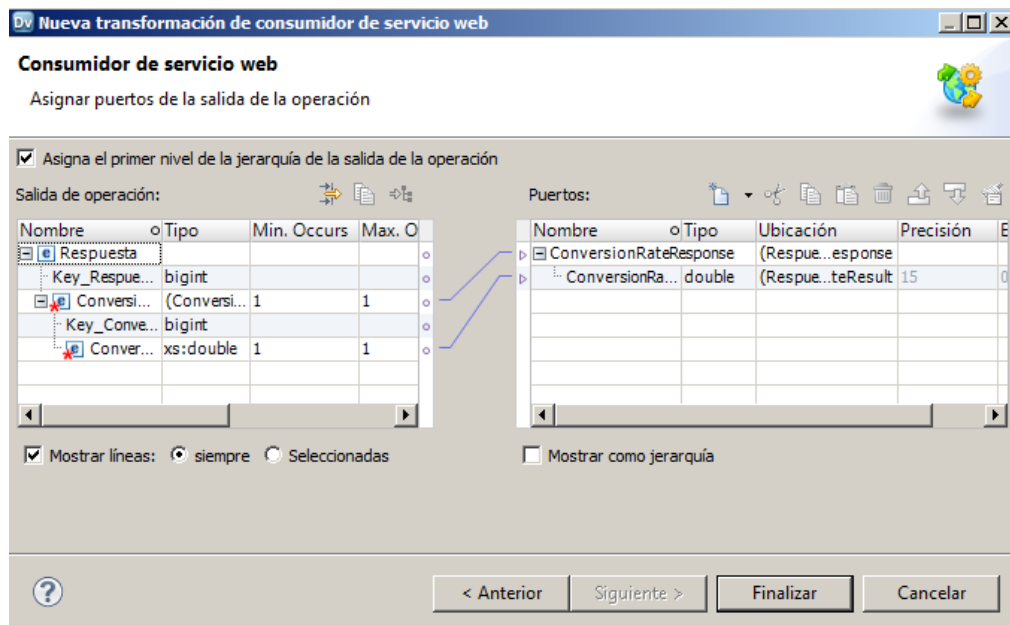 Dv Nueva transformación de consumidor de servicio web
Consumidor de servicio web
Asignar puertos de la salida de la operación
Asigna el primer nivel de la jerarquía de la salida de la operación
Salida de operación:
Nombre Tipo Min. Occurs Max. O
Respuesta
Key_Respue... bigint
Conversi... (Conversi... 1 1
Key_Conve... bigint
Conver... xs:double 1 1
Puertos:
Nombre Tipo Ubicación Precisión E
ConversionRateResponse (Respue...esponse
ConversionRa... double (Respue...teResult 15 0
Mostrar líneas: siempre Seleccionadas
Mostrar como jerarquía
? < Anterior Siguiente > Finalizar Cancelar